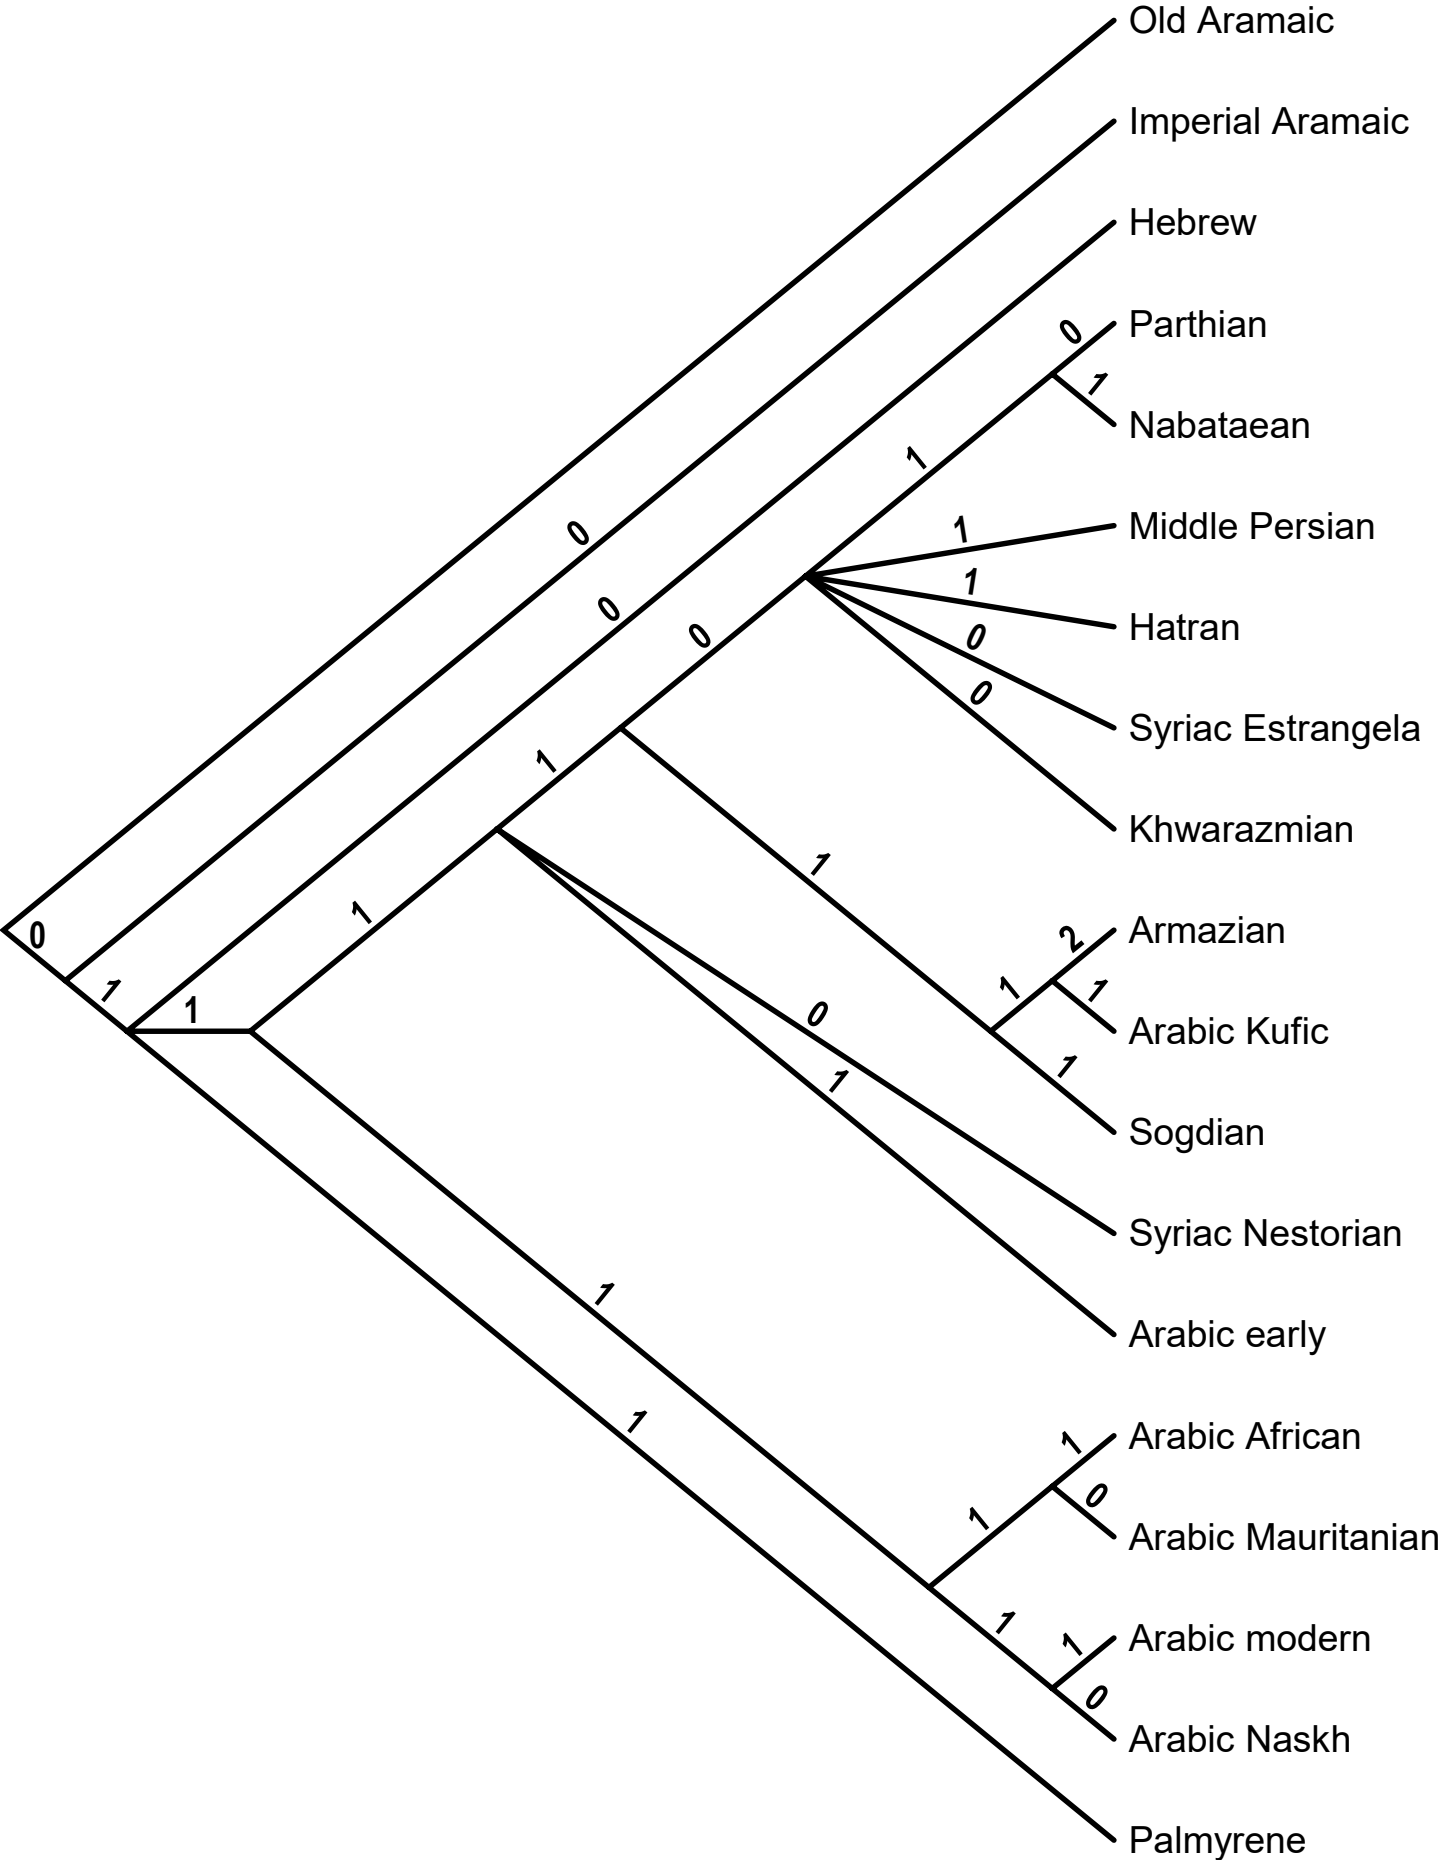 Old Aramaic
Imperial Aramaic
Hebrew
0
Parthian
1
Nabataean
1
1
Middle Persian
0
1
Hatran
0
0
0
Syriac Estrangela
0
1
Khwarazmian
1
1
0
2
Armazian
1
1
1
1
Arabic Kufic
0
1
Sogdian
1
Syriac Nestorian
1
Arabic early
1
1
Arabic African
1
0
Arabic Mauritanian
1
1
Arabic modern
0
Arabic Naskh
Palmyrene